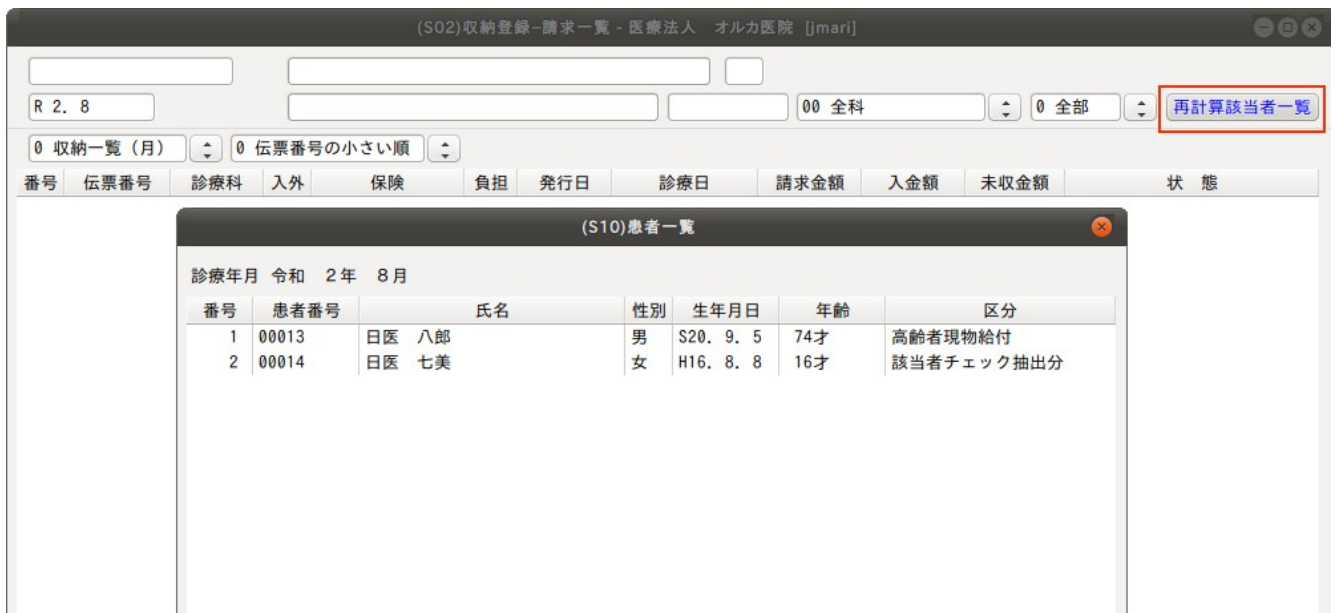 (S02)収納登録−請求一覧 - 医療法人　オルカ医院 [jmari]
R 2. 8 00 全科 0 全部 再計算該当者一覧
0 収納一覧（月） 0 伝票番号の小さい順
番号 伝票番号 診療科 入外 保険 負担 発行日 診療日 請求金額 入金額 未収金額 状　態
(S10)患者一覧
診療年月 令和　２年　８月
番号 患者番号 氏名 性別 生年月日 年齢 区分
1 00013 日医　八郎 男 S20. 9. 5 74才 高齢者現物給付
2 00014 日医　七美 女 H16. 8. 8 16才 該当者チェック抽出分